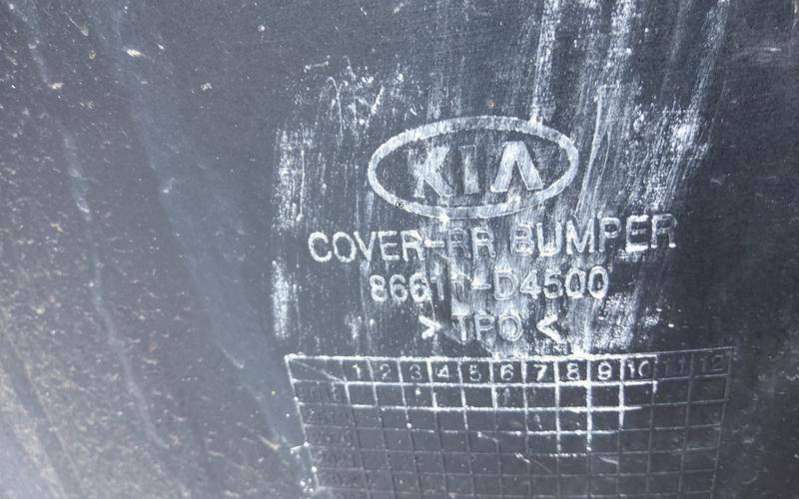 KIA
COVER-RR BUMPER
86611-D4500
>TPO<
1 2 3 4 5 6 7 8 9 10 11 12